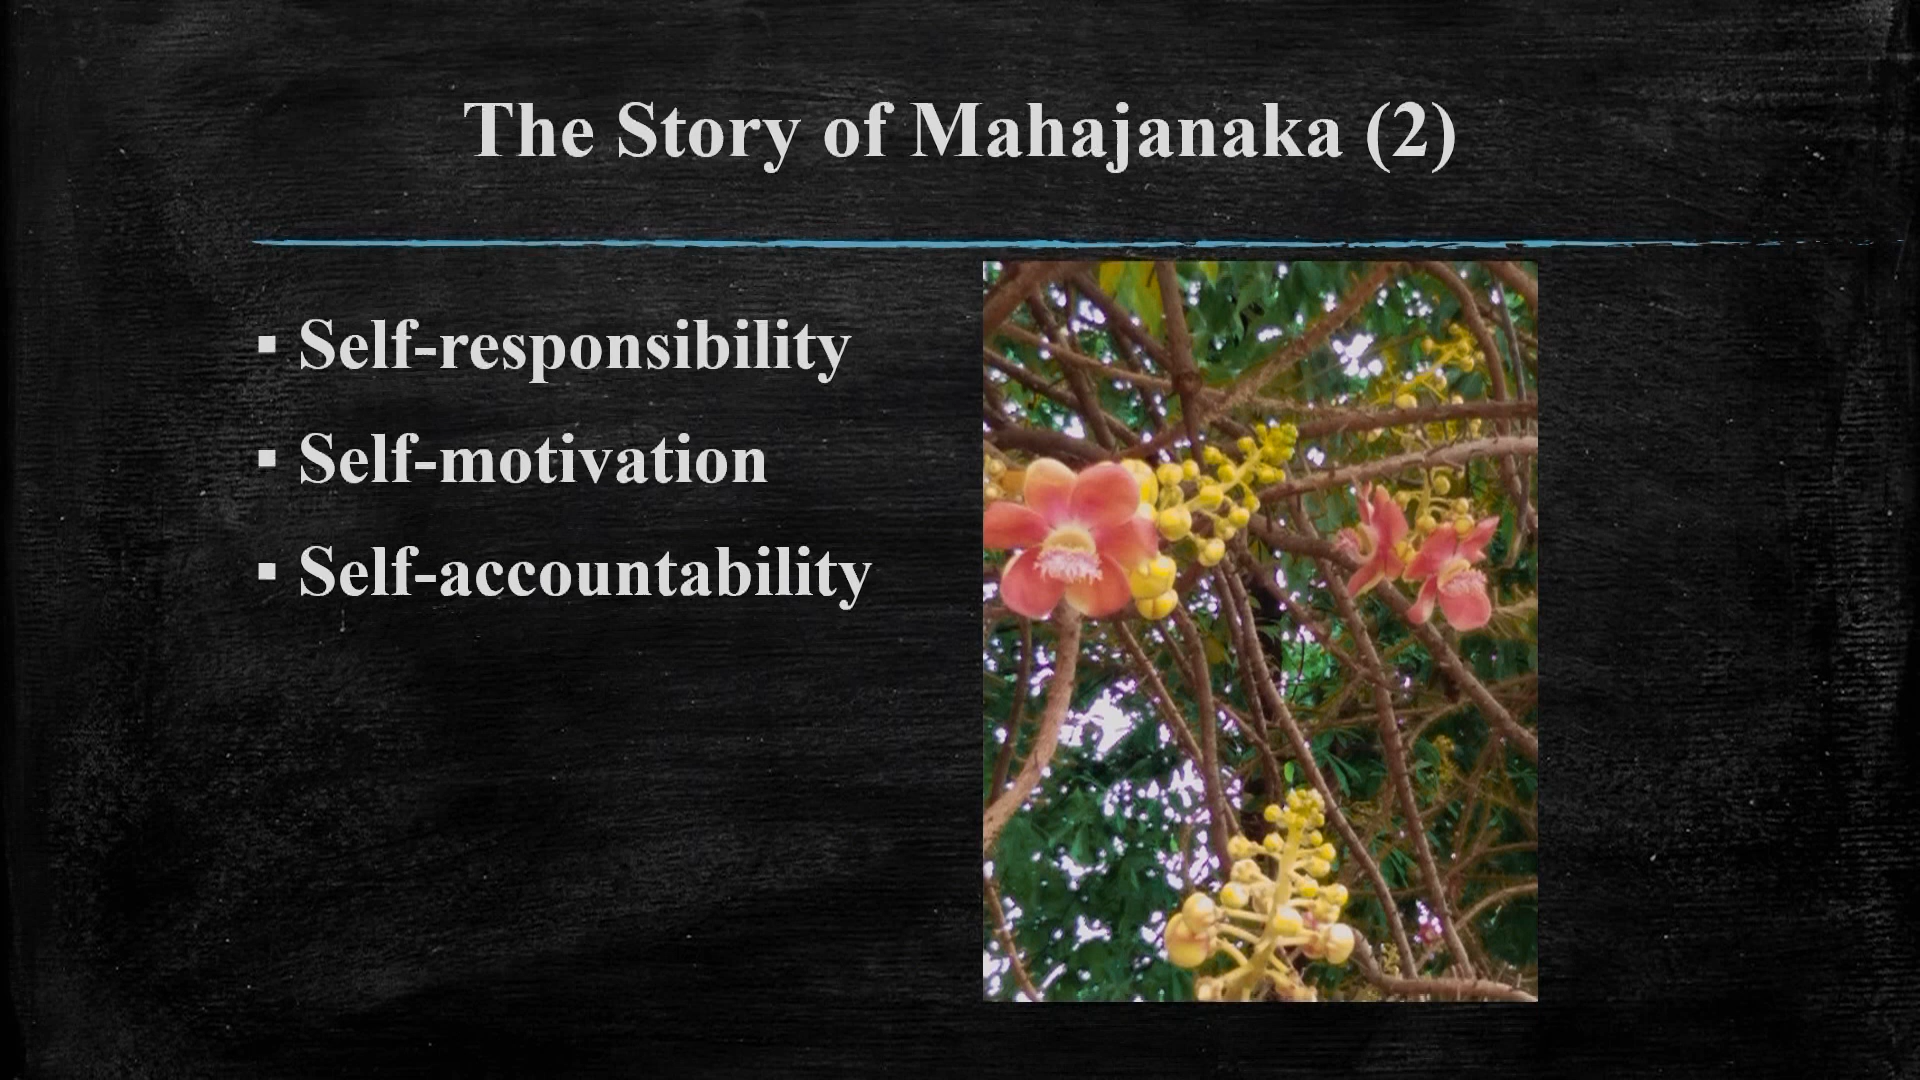 The Story of Mahajanaka (2)
▪ Self-responsibility
▪ Self-motivation
▪ Self-accountability